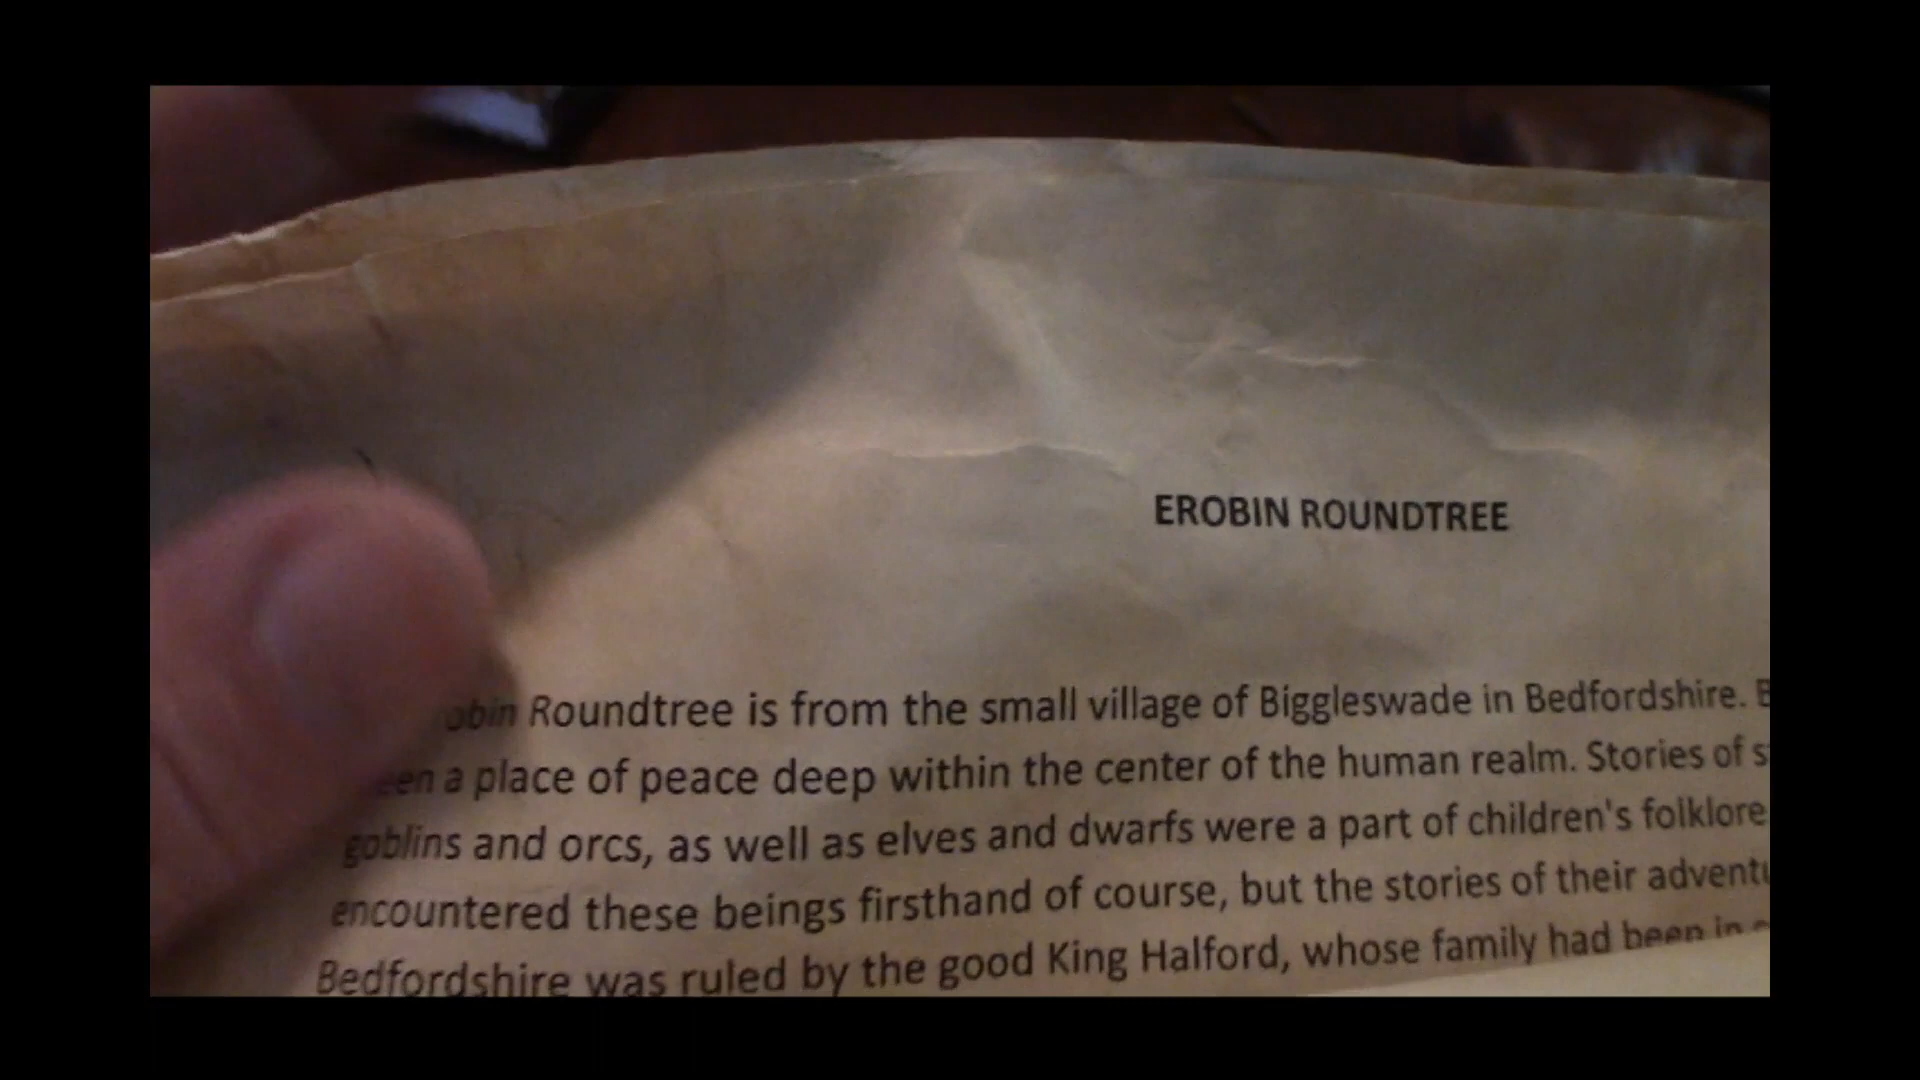 EROBIN ROUNDTREE
Roundtree is from the small village of Biggleswade in Bedfordshire.
a place of peace deep within the center of the human realm. Stories of
goblins and orcs, as well as elves and dwarfs were a part of children's folklore
encountered these beings firsthand of course, but the stories of their
Bedfordshire was ruled by the good King Halford, whose family had been in